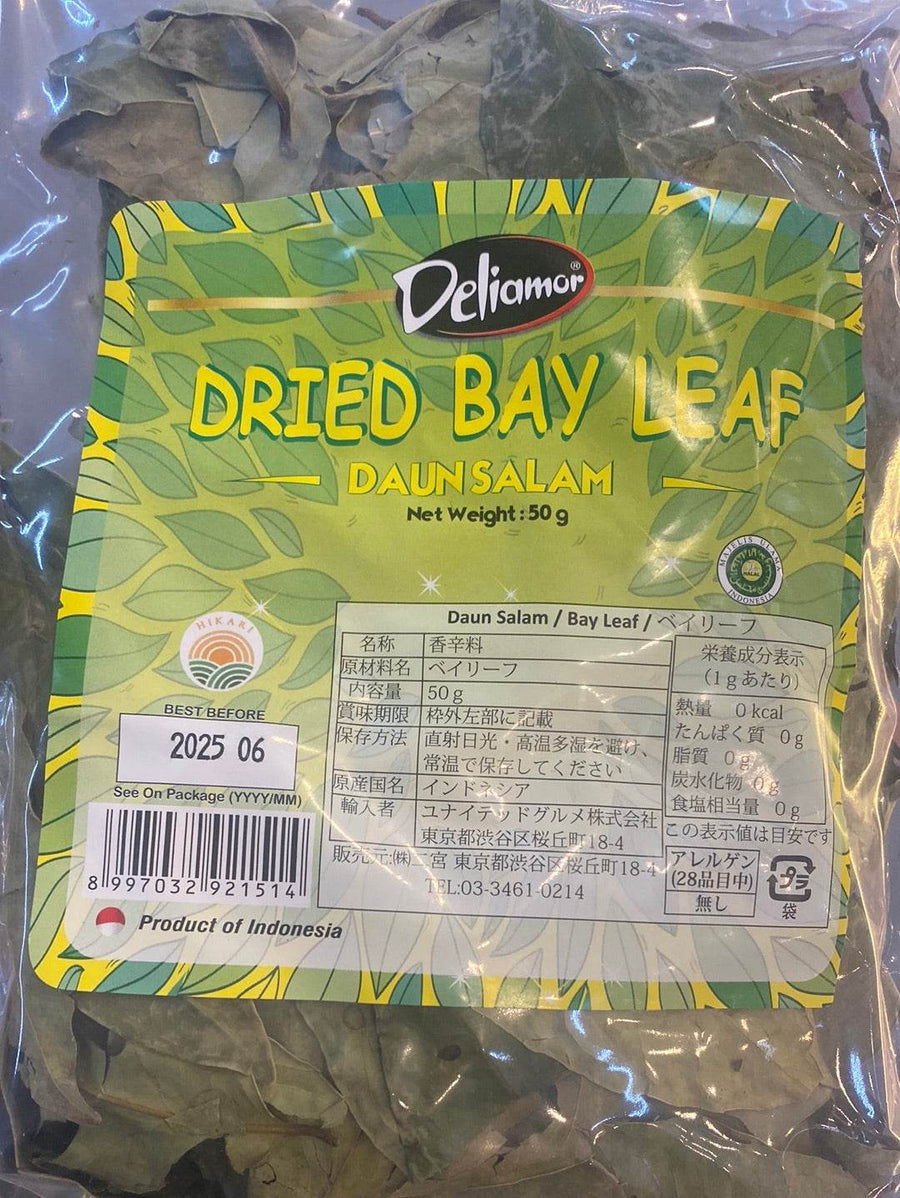 Deliamor®
DRIED BAY LEAF
DAUN SALAM
Net Weight : 50 g
MAJELIS ULAMA
HALAL
INDONESIA
HIKARI
BEST BEFORE
2025 06
See On Package (YYYY/MM)
8 997032 921514
Product of Indonesia
Daun Salam / Bay Leaf / ベイリーフ
名称 香辛料
原材料名 ベイリーフ
内容量 50 g
賞味期限 枠外左部に記載
保存方法 直射日光・高温多湿を避け、
常温で保存してください
原産国名 インドネシア
輸入者 ユナイテッドグルメ株式会社
東京都渋谷区桜丘町18-4
販売元:㈱二宮 東京都渋谷区桜丘町18-4
TEL:03-3461-0214
栄養成分表示
(1gあたり)
熱量 0 kcal
たんぱく質 0g
脂質 0g
炭水化物 0g
食塩相当量 0g
この表示値は目安です
アレルゲン
(28品目中)
無し
プラ
袋